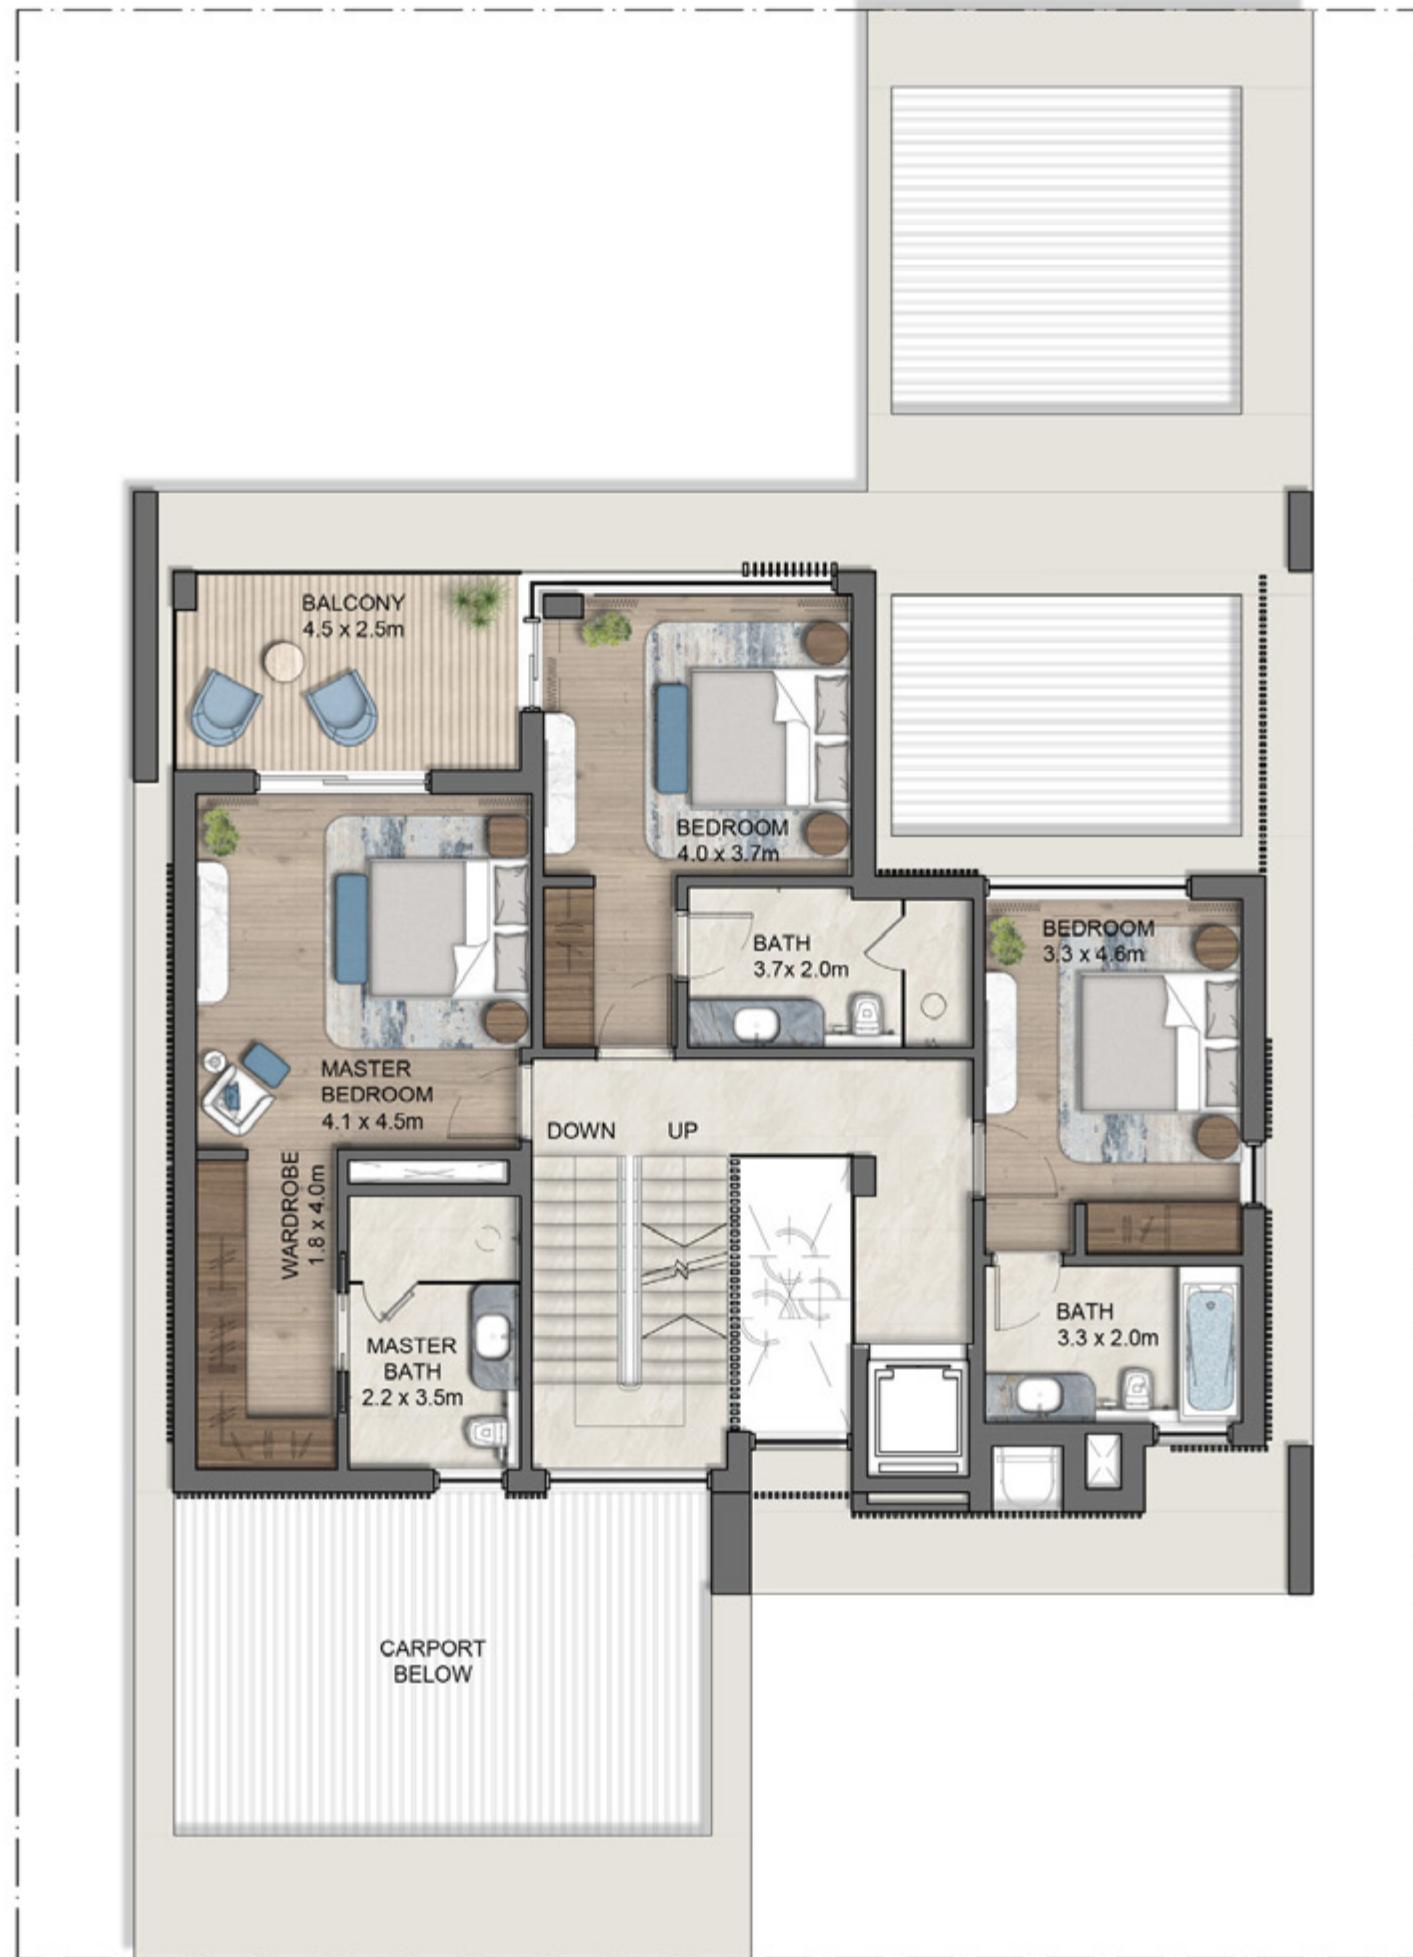 BALCONY
4.5 x 2.5m
BEDROOM
4.0 x 3.7m
BATH
3.7x 2.0m
BEDROOM
3.3 x 4.6m
MASTER
BEDROOM
4.1 x 4.5m
DOWN
UP
WARDROBE
1.8 x 4.0m
MASTER
BATH
2.2 x 3.5m
BATH
3.3 x 2.0m
CARPORT
BELOW